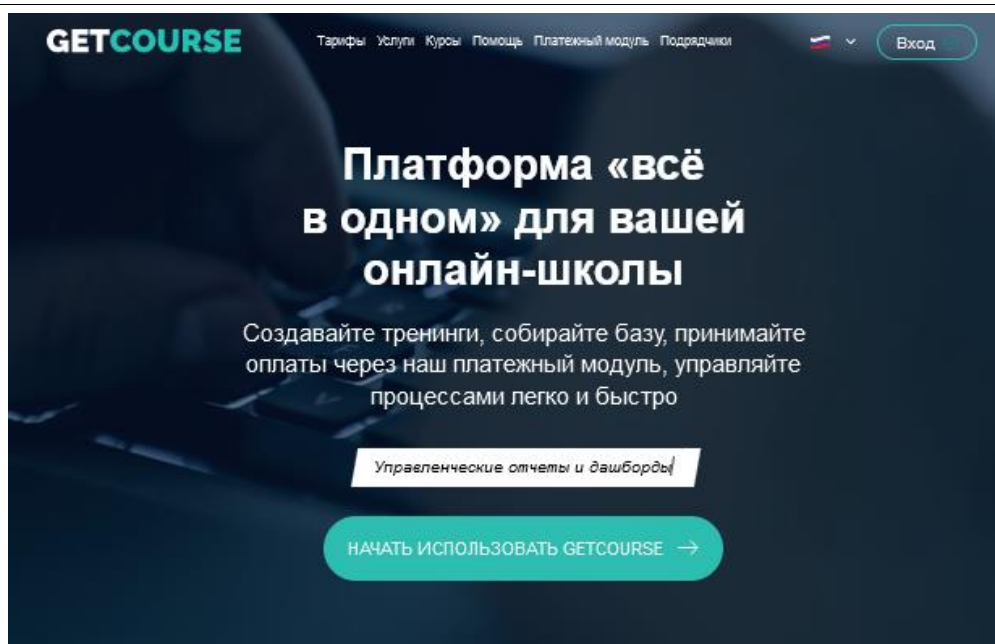 GETCOURSE
Тарифы Услуги Курсы Помощь Платежный модуль Подрядчики
Вход
Платформа «всё
в одном» для вашей
онлайн-школы
Создавайте тренинги, собирайте базу, принимайте
оплаты через наш платежный модуль, управляйте
процессами легко и быстро
Управленческие отчеты и дашборды
НАЧАТЬ ИСПОЛЬЗОВАТЬ GETCOURSE →